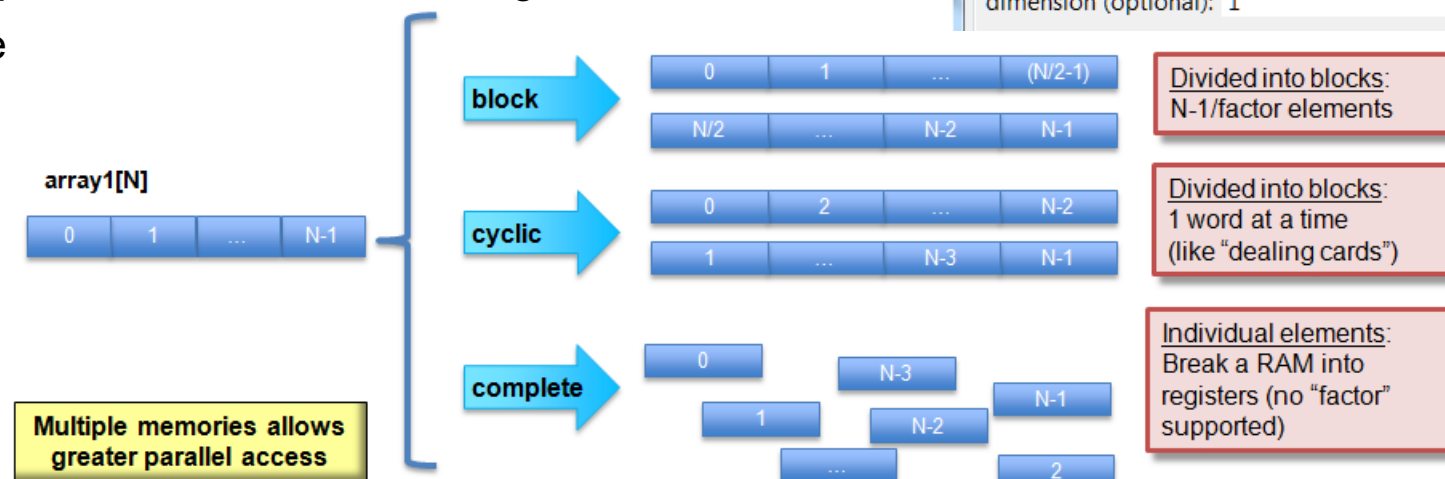 e
dimension (optional): 1
array1[N]
0 1 ... N-1
Multiple memories allows
greater parallel access
block
0 1 ... (N/2-1)
N/2 ... N-2 N-1
Divided into blocks:
N-1/factor elements
cyclic
0 2 ... N-2
1 ... N-3 N-1
Divided into blocks:
1 word at a time
(like “dealing cards”)
complete
0 N-3 N-1
1 N-2
... 2
Individual elements:
Break a RAM into
registers (no “factor”
supported)